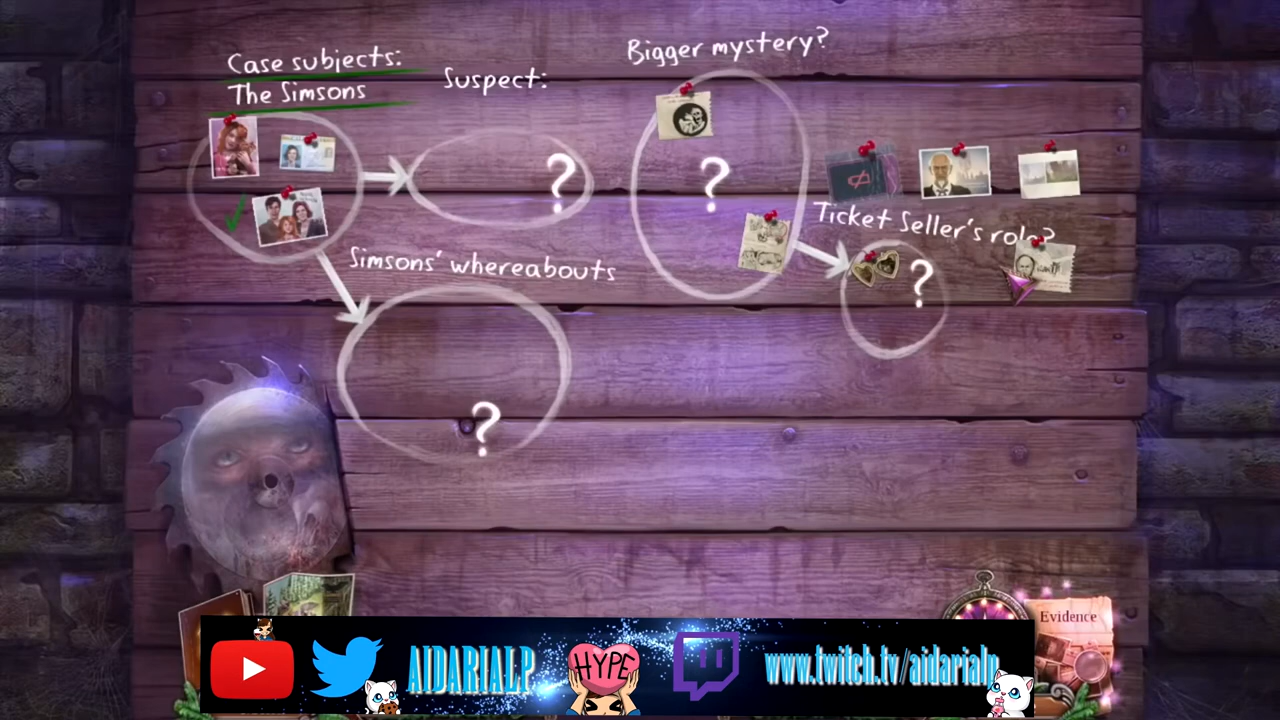 Case subjects:
The Simsons
Suspect:
Bigger mystery?
?
?
Ticket Seller's role?
?
Simsons' whereabouts
?
Evidence
AIDARIALP
HYPE
www.twitch.tv/aidarialp